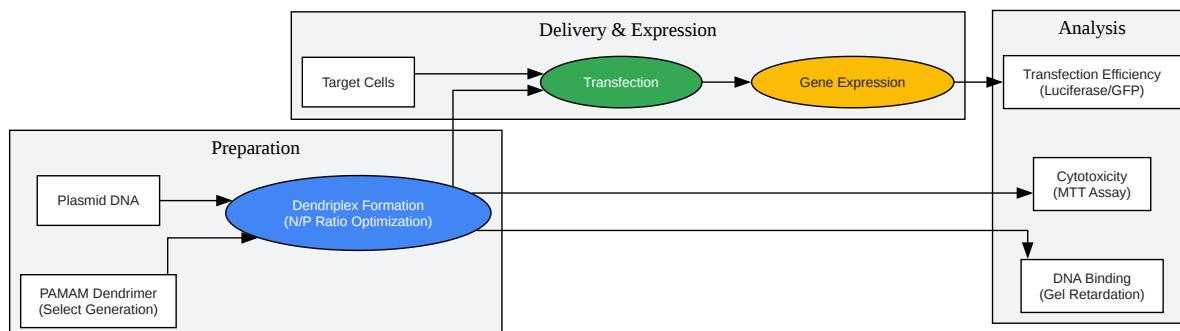 Delivery & Expression
Target Cells
Transfection
Gene Expression
Analysis
Transfection Efficiency
(Luciferase/GFP)
Cytotoxicity
(MTT Assay)
DNA Binding
(Gel Retardation)
Preparation
Plasmid DNA
Dendriplex Formation
(N/P Ratio Optimization)
PAMAM Dendrimer
(Select Generation)